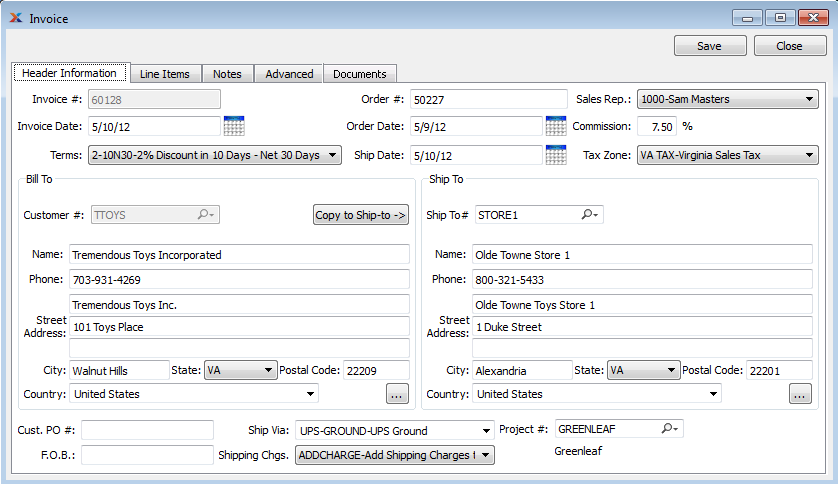 Invoice
Save Close
Header Information Line Items Notes Advanced Documents
Invoice #: 60128 Order #: 50227 Sales Rep.: 1000-Sam Masters
Invoice Date: 5/10/12 Order Date: 5/9/12 Commission: 7.50 %
Terms: 2-10N30-2% Discount in 10 Days - Net 30 Days Ship Date: 5/10/12 Tax Zone: VA TAX-Virginia Sales Tax
Bill To Ship To
Customer #: TTOYS Copy to Ship-to -> Ship To# STORE1
Name: Tremendous Toys Incorporated Name: Olde Towne Store 1
Phone: 703-931-4269 Phone: 800-321-5433
Tremendous Toys Inc. Olde Towne Toys Store 1
Street Address: 101 Toys Place Street Address: 1 Duke Street
City: Walnut Hills State: VA Postal Code: 22209 City: Alexandria State: VA Postal Code: 22201
Country: United States ... Country: United States ...
Cust. PO #: Ship Via: UPS-GROUND-UPS Ground Project #: GREENLEAF
F.O.B.: Shipping Chgs. ADDCHARGE-Add Shipping Charges Greenleaf